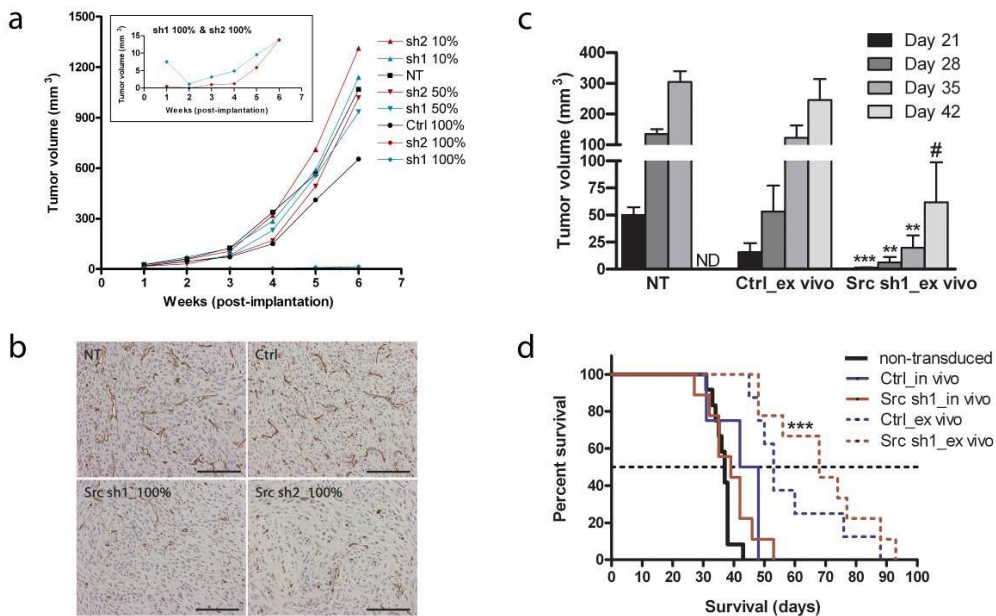 a
1500
1200
900
600
300
0
Tumor volume (mm³)
0 1 2 3 4 5 6 7
Weeks (post-implantation)
sh1 100% & sh2 100%
15
10
5
0
Tumor volume (mm³)
0 1 2 3 4 5 6 7
Weeks (post-implantation)
sh2 10%
sh1 10%
NT
sh2 50%
sh1 50%
Ctrl 100%
sh2 100%
sh1 100%
b
NT
Ctrl
Src sh1_100%
Src sh2_100%
c
400
300
200
100
75
50
25
0
Tumor volume (mm³)
Day 21
Day 28
Day 35
Day 42
ND
***
**
**
#
NT
Ctrl_ex vivo
Src sh1_ex vivo
d
100
80
60
40
20
0
Percent survival
0 10 20 30 40 50 60 70 80 90 100
Survival (days)
***
non-transduced
Ctrl_in vivo
Src sh1_in vivo
Ctrl_ex vivo
Src sh1_ex vivo